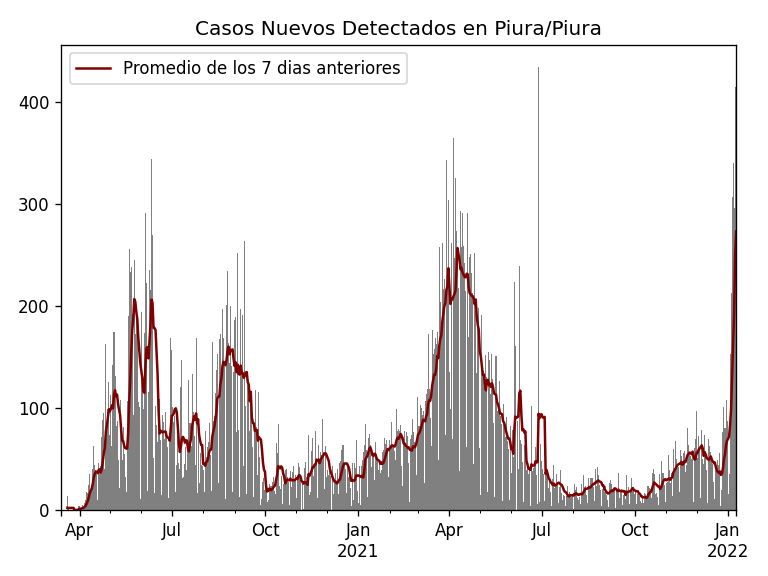 Casos Nuevos Detectados en Piura/Piura
Promedio de los 7 dias anteriores
400
300
200
100
0
Apr Jul Oct Jan Apr Jul Oct Jan
2021 2022